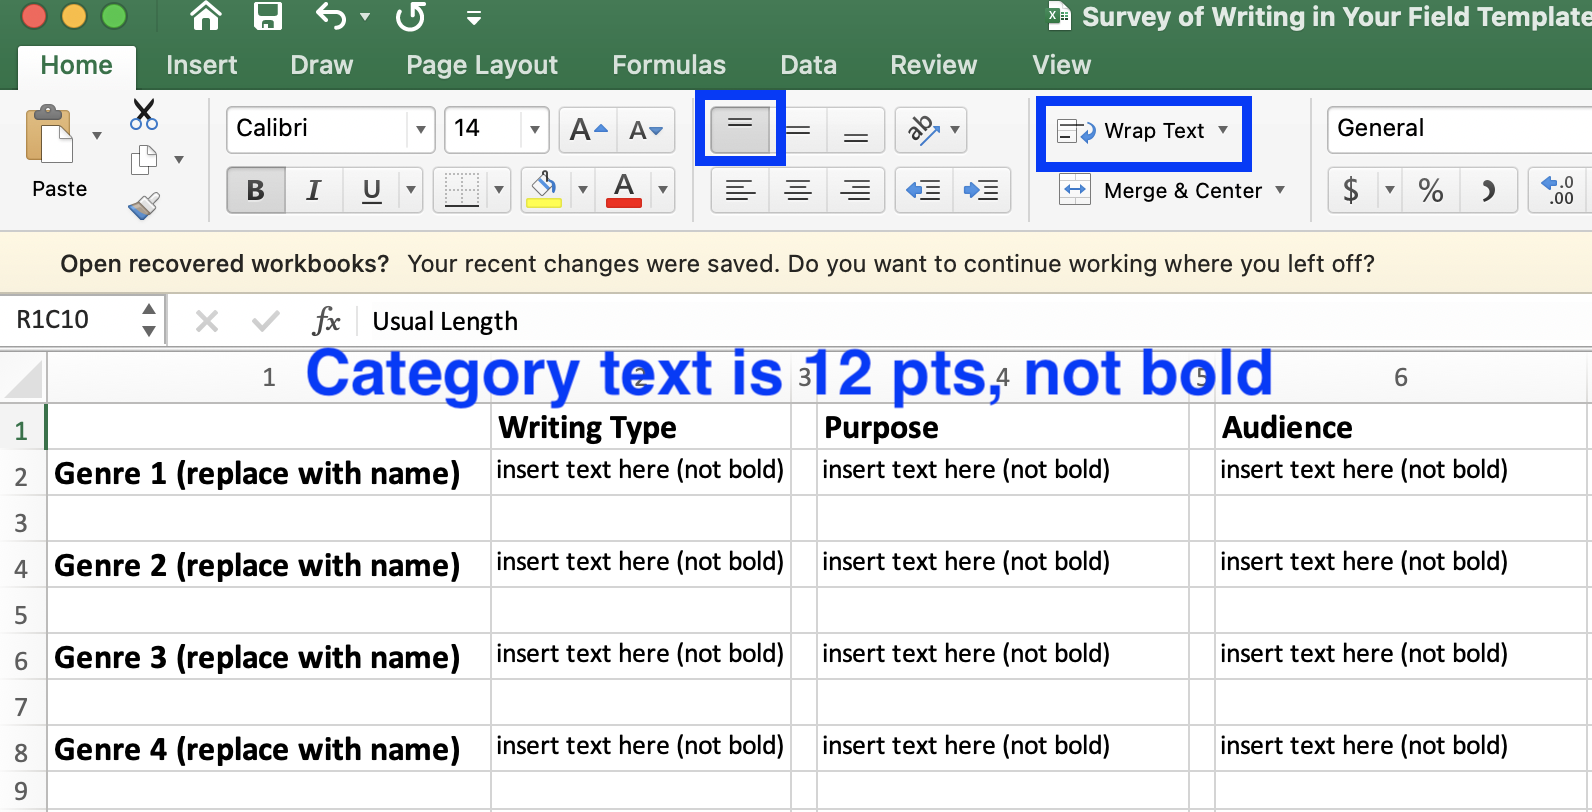 Survey of Writing in Your Field Template
Home Insert Draw Page Layout Formulas Data Review View
Paste
Calibri 14 A A ab Wrap Text General
B I U A Merge & Center $ % .0 .00
Open recovered workbooks? Your recent changes were saved. Do you want to continue working where you left off?
R1C10 fx Usual Length
Category text is 12 pts, not bold
1 2 3 4 5 6
1 Writing Type Purpose Audience
2 Genre 1 (replace with name) insert text here (not bold) insert text here (not bold) insert text here (not bold)
3
4 Genre 2 (replace with name) insert text here (not bold) insert text here (not bold) insert text here (not bold)
5
6 Genre 3 (replace with name) insert text here (not bold) insert text here (not bold) insert text here (not bold)
7
8 Genre 4 (replace with name) insert text here (not bold) insert text here (not bold) insert text here (not bold)
9